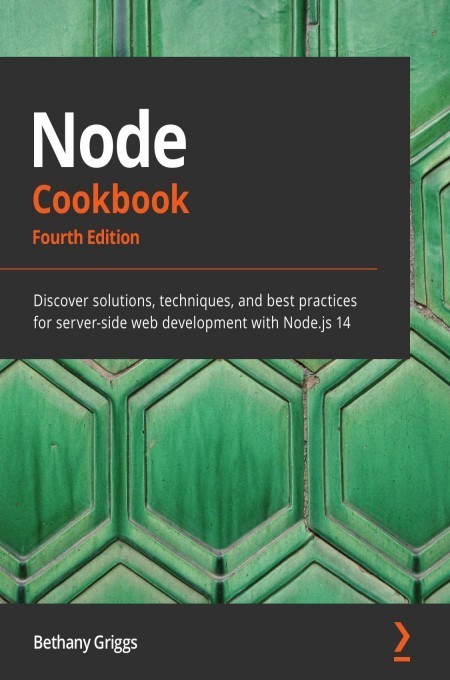 Node
Cookbook
Fourth Edition
Discover solutions, techniques, and best practices
for server-side web development with Node.js 14
Bethany Griggs